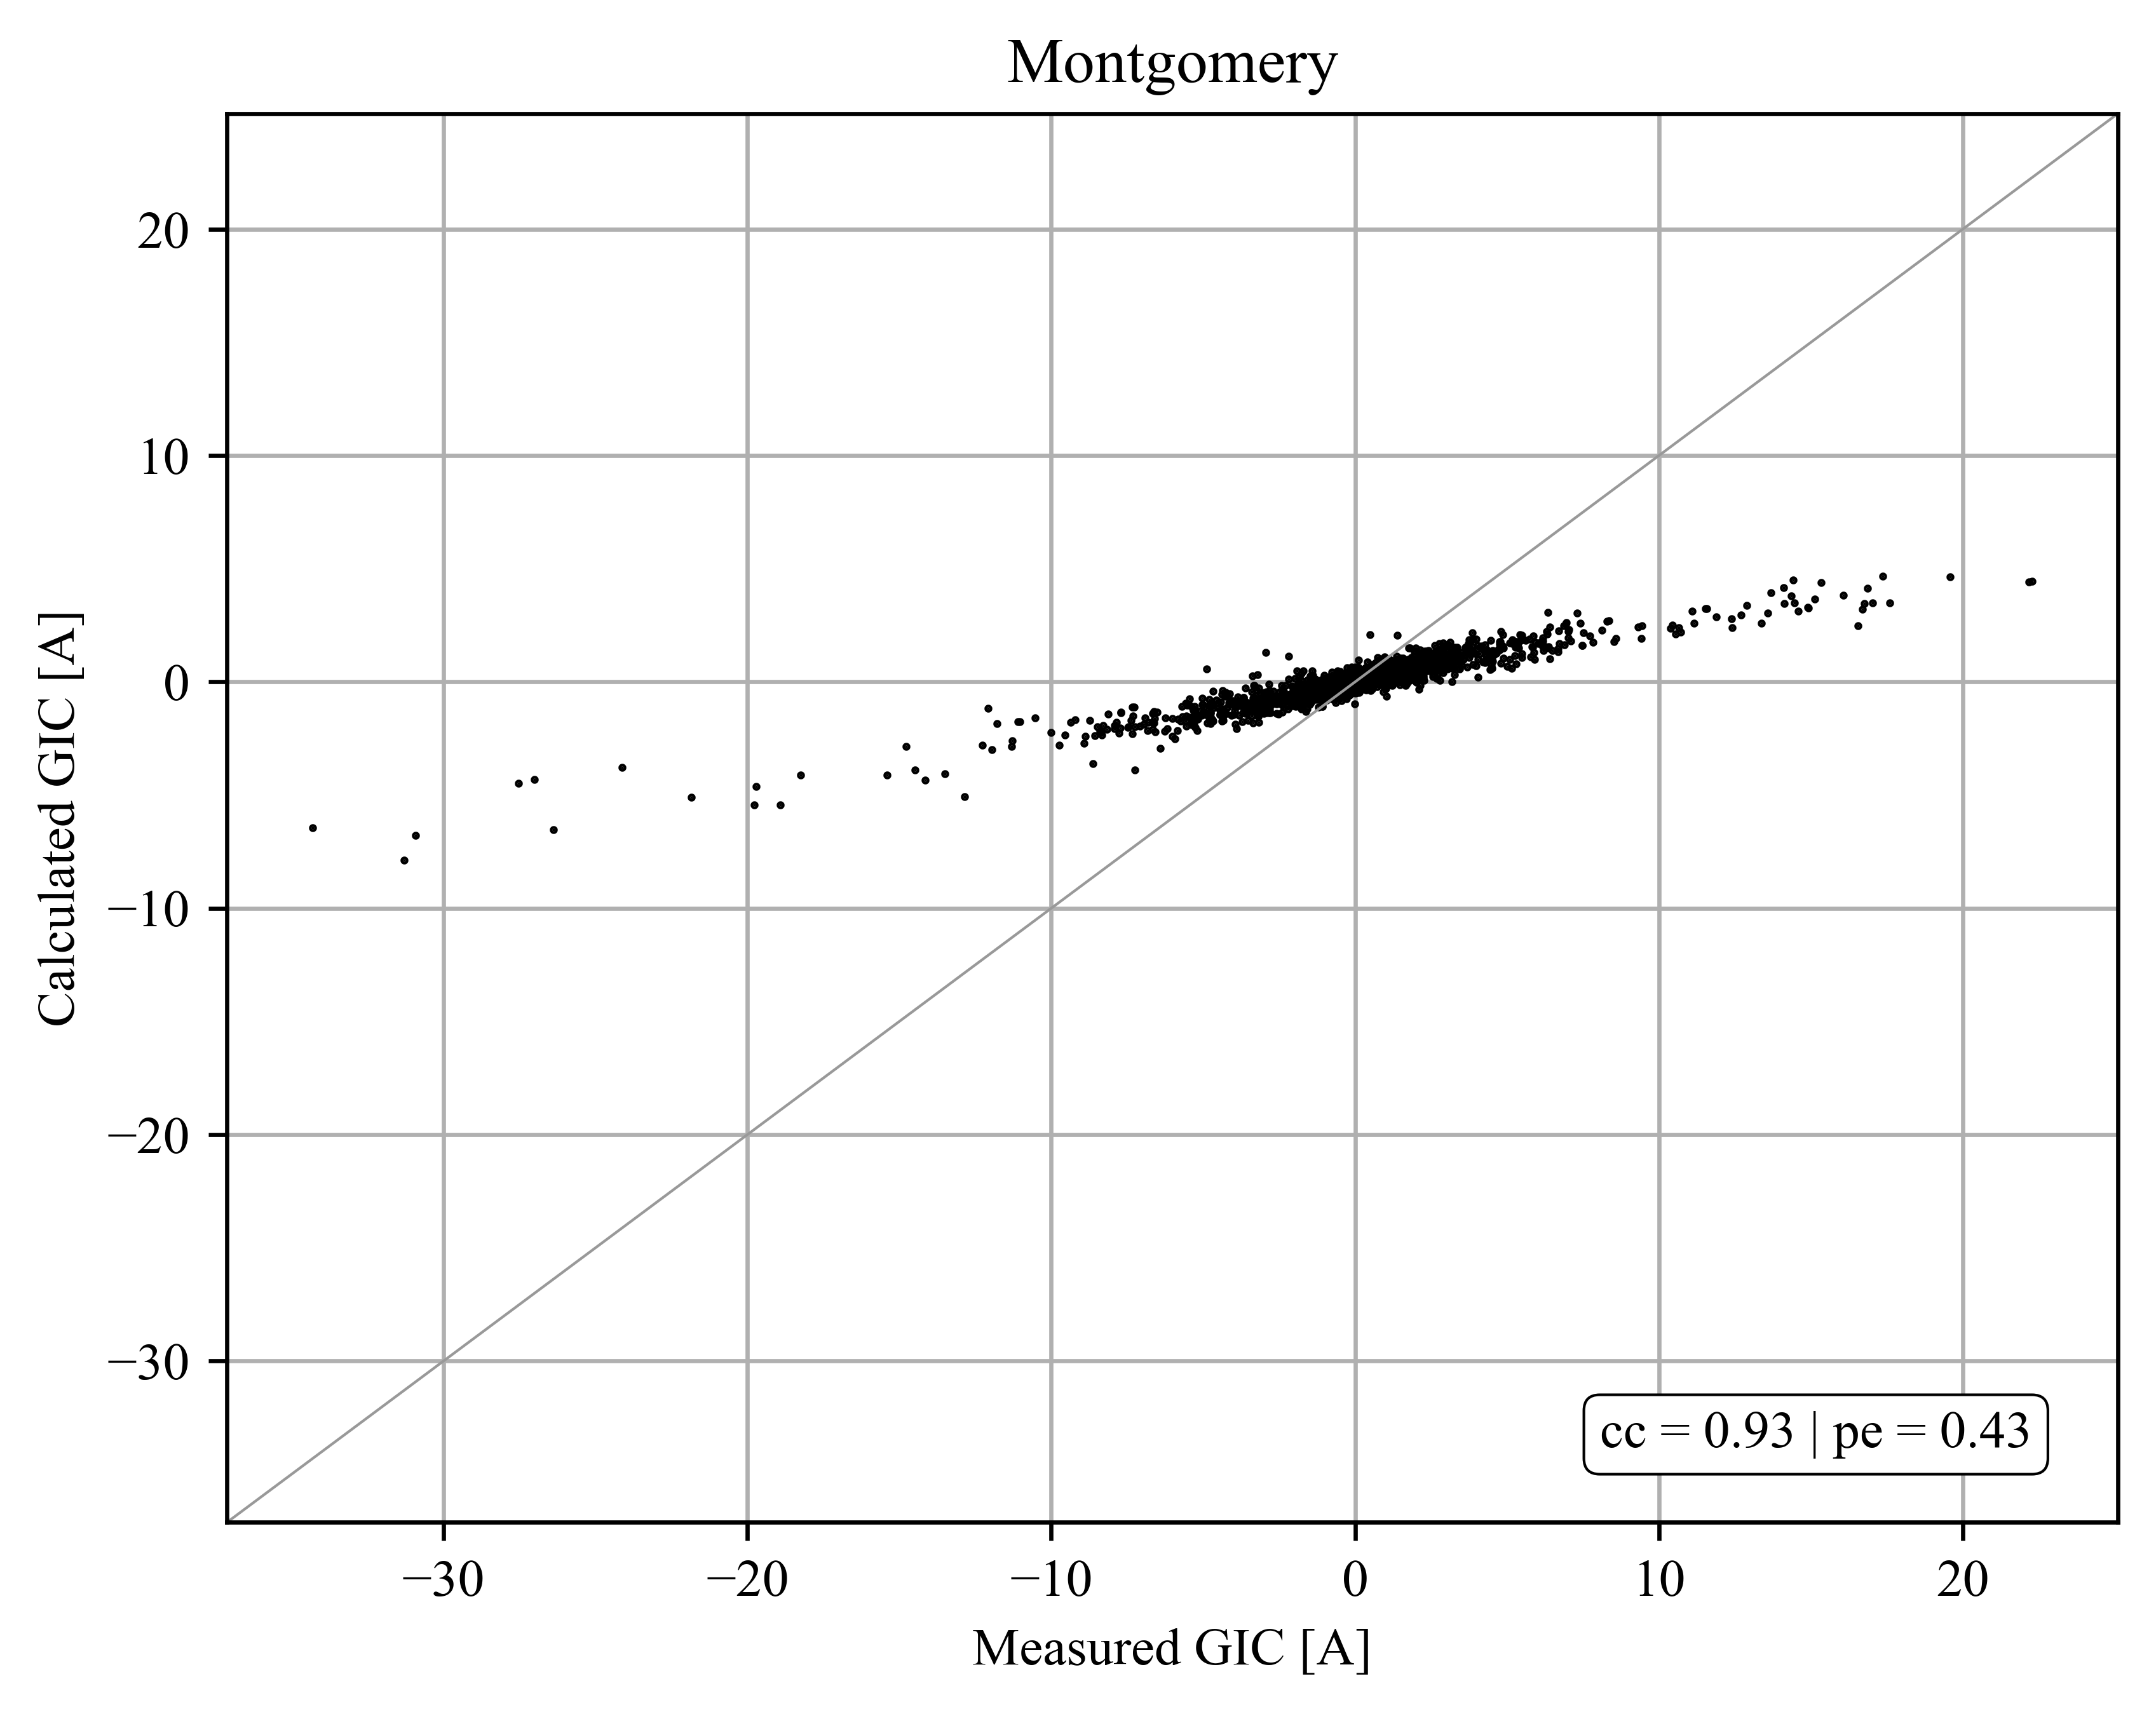 Montgomery
20
10
0
−10
−20
−30
Calculated GIC [A]
cc = 0.93 | pe = 0.43
−30 −20 −10 0 10 20
Measured GIC [A]